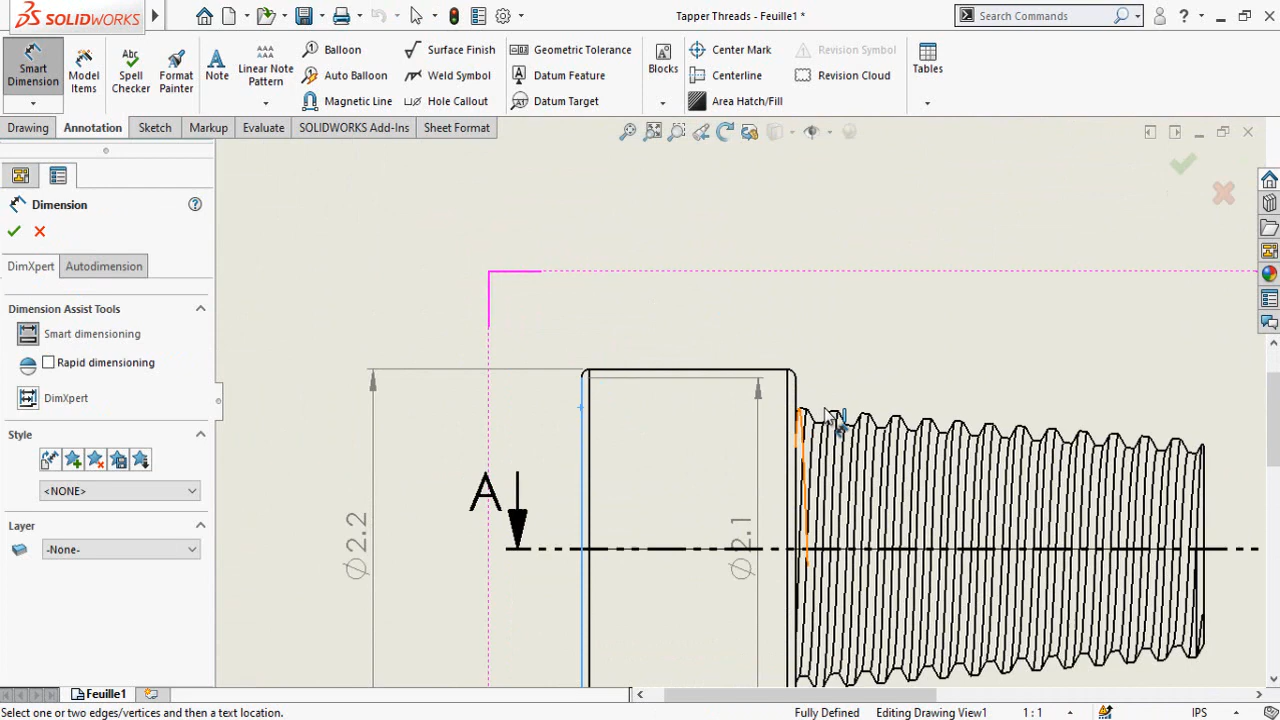 SOLIDWORKS
Tapper Threads - Feuille1 *
Search Commands
Smart Dimension
Model Items
Spell Checker
Format Painter
Note
Linear Note Pattern
Balloon
Auto Balloon
Magnetic Line
Surface Finish
Weld Symbol
Hole Callout
Geometric Tolerance
Datum Feature
Datum Target
Blocks
Center Mark
Centerline
Area Hatch/Fill
Revision Symbol
Revision Cloud
Tables
Drawing
Annotation
Sketch
Markup
Evaluate
SOLIDWORKS Add-Ins
Sheet Format
Dimension
DimXpert
Autodimension
Dimension Assist Tools
Smart dimensioning
Rapid dimensioning
DimXpert
Style
<NONE>
Layer
-None-
A
∅2.2
∅2.1
Feuille1
Select one or two edges/vertices and then a text location.
Fully Defined
Editing Drawing View1
1 : 1
IPS